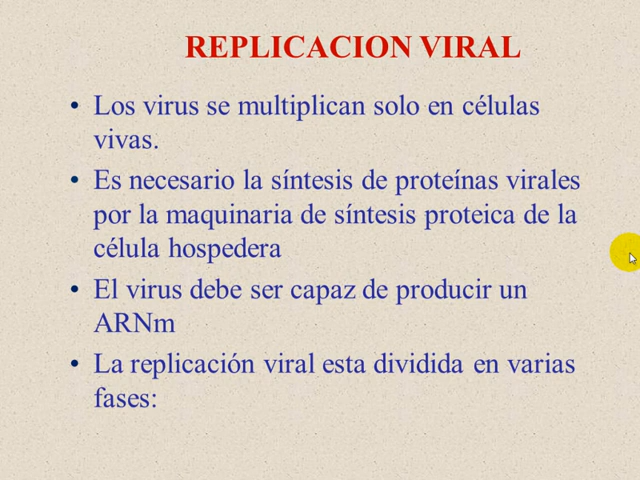 REPLICACION VIRAL
• Los virus se multiplican solo en células
vivas.
• Es necesario la síntesis de proteínas virales
por la maquinaria de síntesis proteica de la
célula hospedera
• El virus debe ser capaz de producir un
ARNm
• La replicación viral esta dividida en varias
fases: